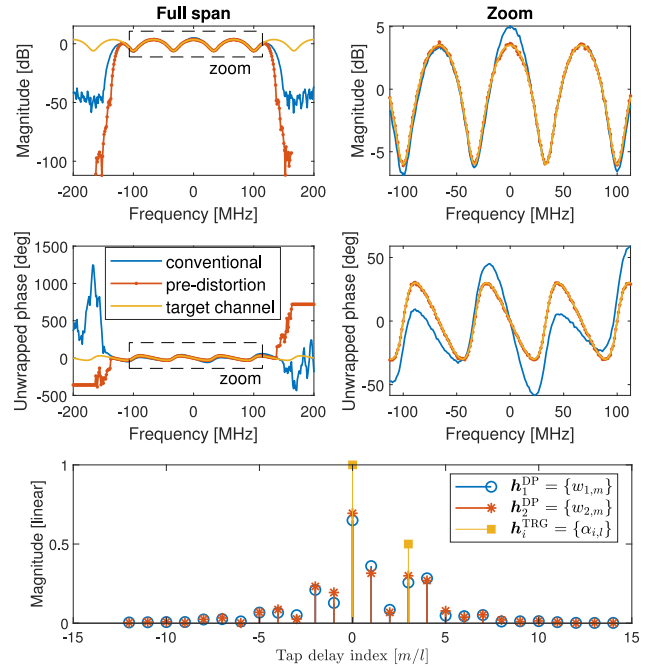 Full span
Zoom
Magnitude [dB]
0
-50
-100
zoom
-200 -100 0 100 200
Frequency [MHz]
Magnitude [dB]
5
0
-5
-100 -50 0 50 100
Frequency [MHz]
Unwrapped phase [deg]
1500
1000
500
0
-500
conventional
pre-distortion
target channel
zoom
-200 -100 0 100 200
Frequency [MHz]
Unwrapped phase [deg]
50
0
-50
-100 -50 0 50 100
Frequency [MHz]
Magnitude [linear]
1
0.5
0
h₁ᴰᴾ = {w₁,ₘ}
h₂ᴰᴾ = {w₂,ₘ}
hᵢᵀᴿᴳ = {αᵢ,ₗ}
-15 -10 -5 0 5 10 15
Tap delay index [m/l]